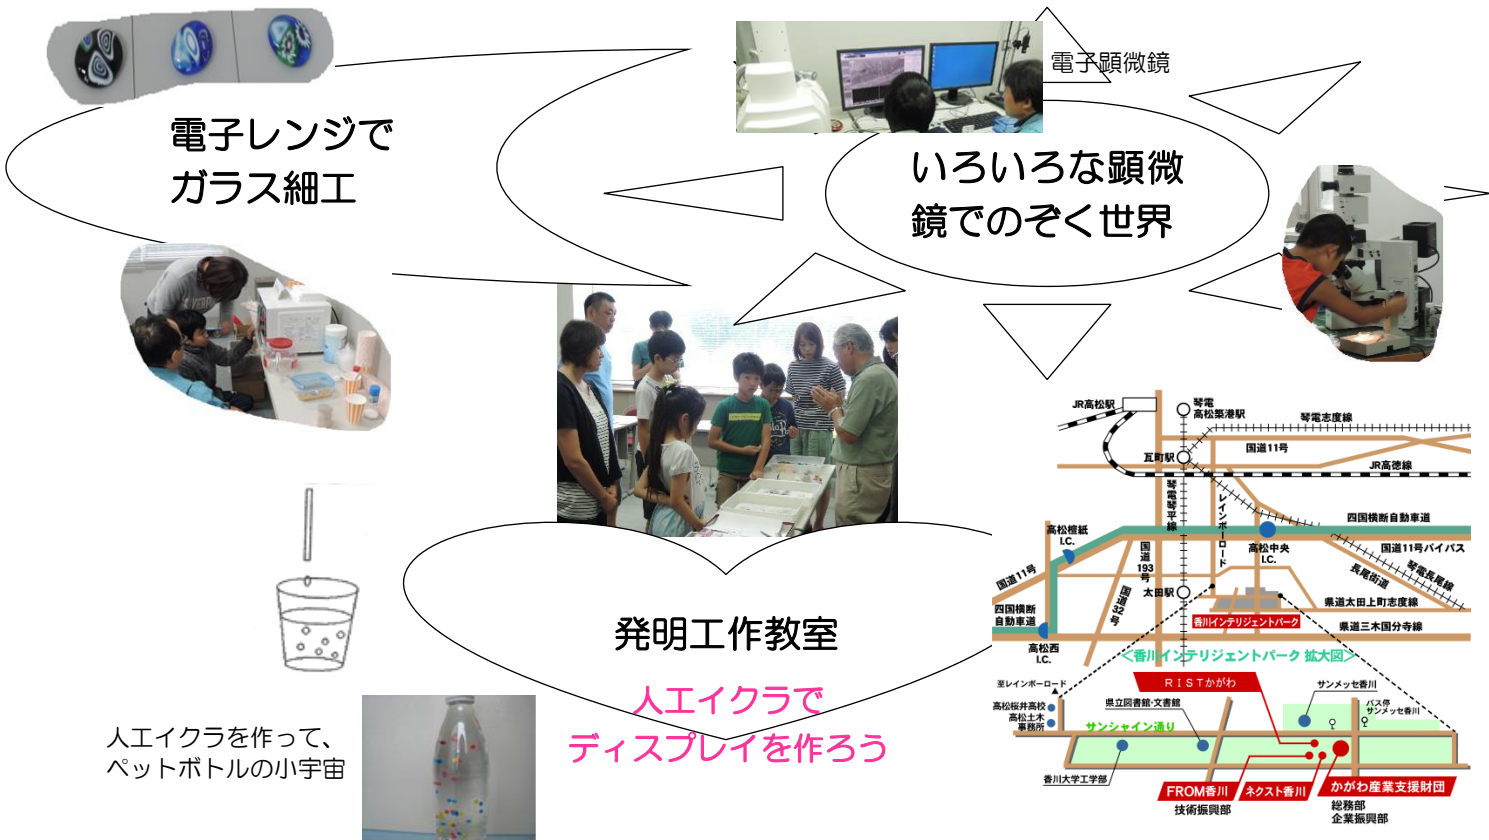 電子レンジで
ガラス細工
電子顕微鏡
いろいろな顕微
鏡でのぞく世界
発明工作教室
人工イクラで
ディスプレイを作ろう
人工イクラを作って、
ペットボトルの小宇宙
JR高松駅
琴電
高松築港駅
琴電志度線
国道11号
瓦町駅
JR高徳線
琴電琴平線
レインボーロード
四国横断自動車道
高松檀紙
I.C.
高松中央
I.C.
国道11号バイパス
国道193号
国道11号
国道32号
長尾街道
琴電長尾線
太田駅
県道太田上町志度線
四国横断
自動車道
香川インテリジェントパーク
県道三木国分寺線
高松西
I.C.
<香川インテリジェントパーク 拡大図>
至レインボーロード
RISTかがわ
サンメッセ香川
高松桜井高校
県立図書館・文書館
バス停
サンメッセ香川
高松土木
事務所
サンシャイン通り
香川大学工学部
FROM香川
技術振興部
ネクスト香川
かがわ産業支援財団
総務部
企業振興部